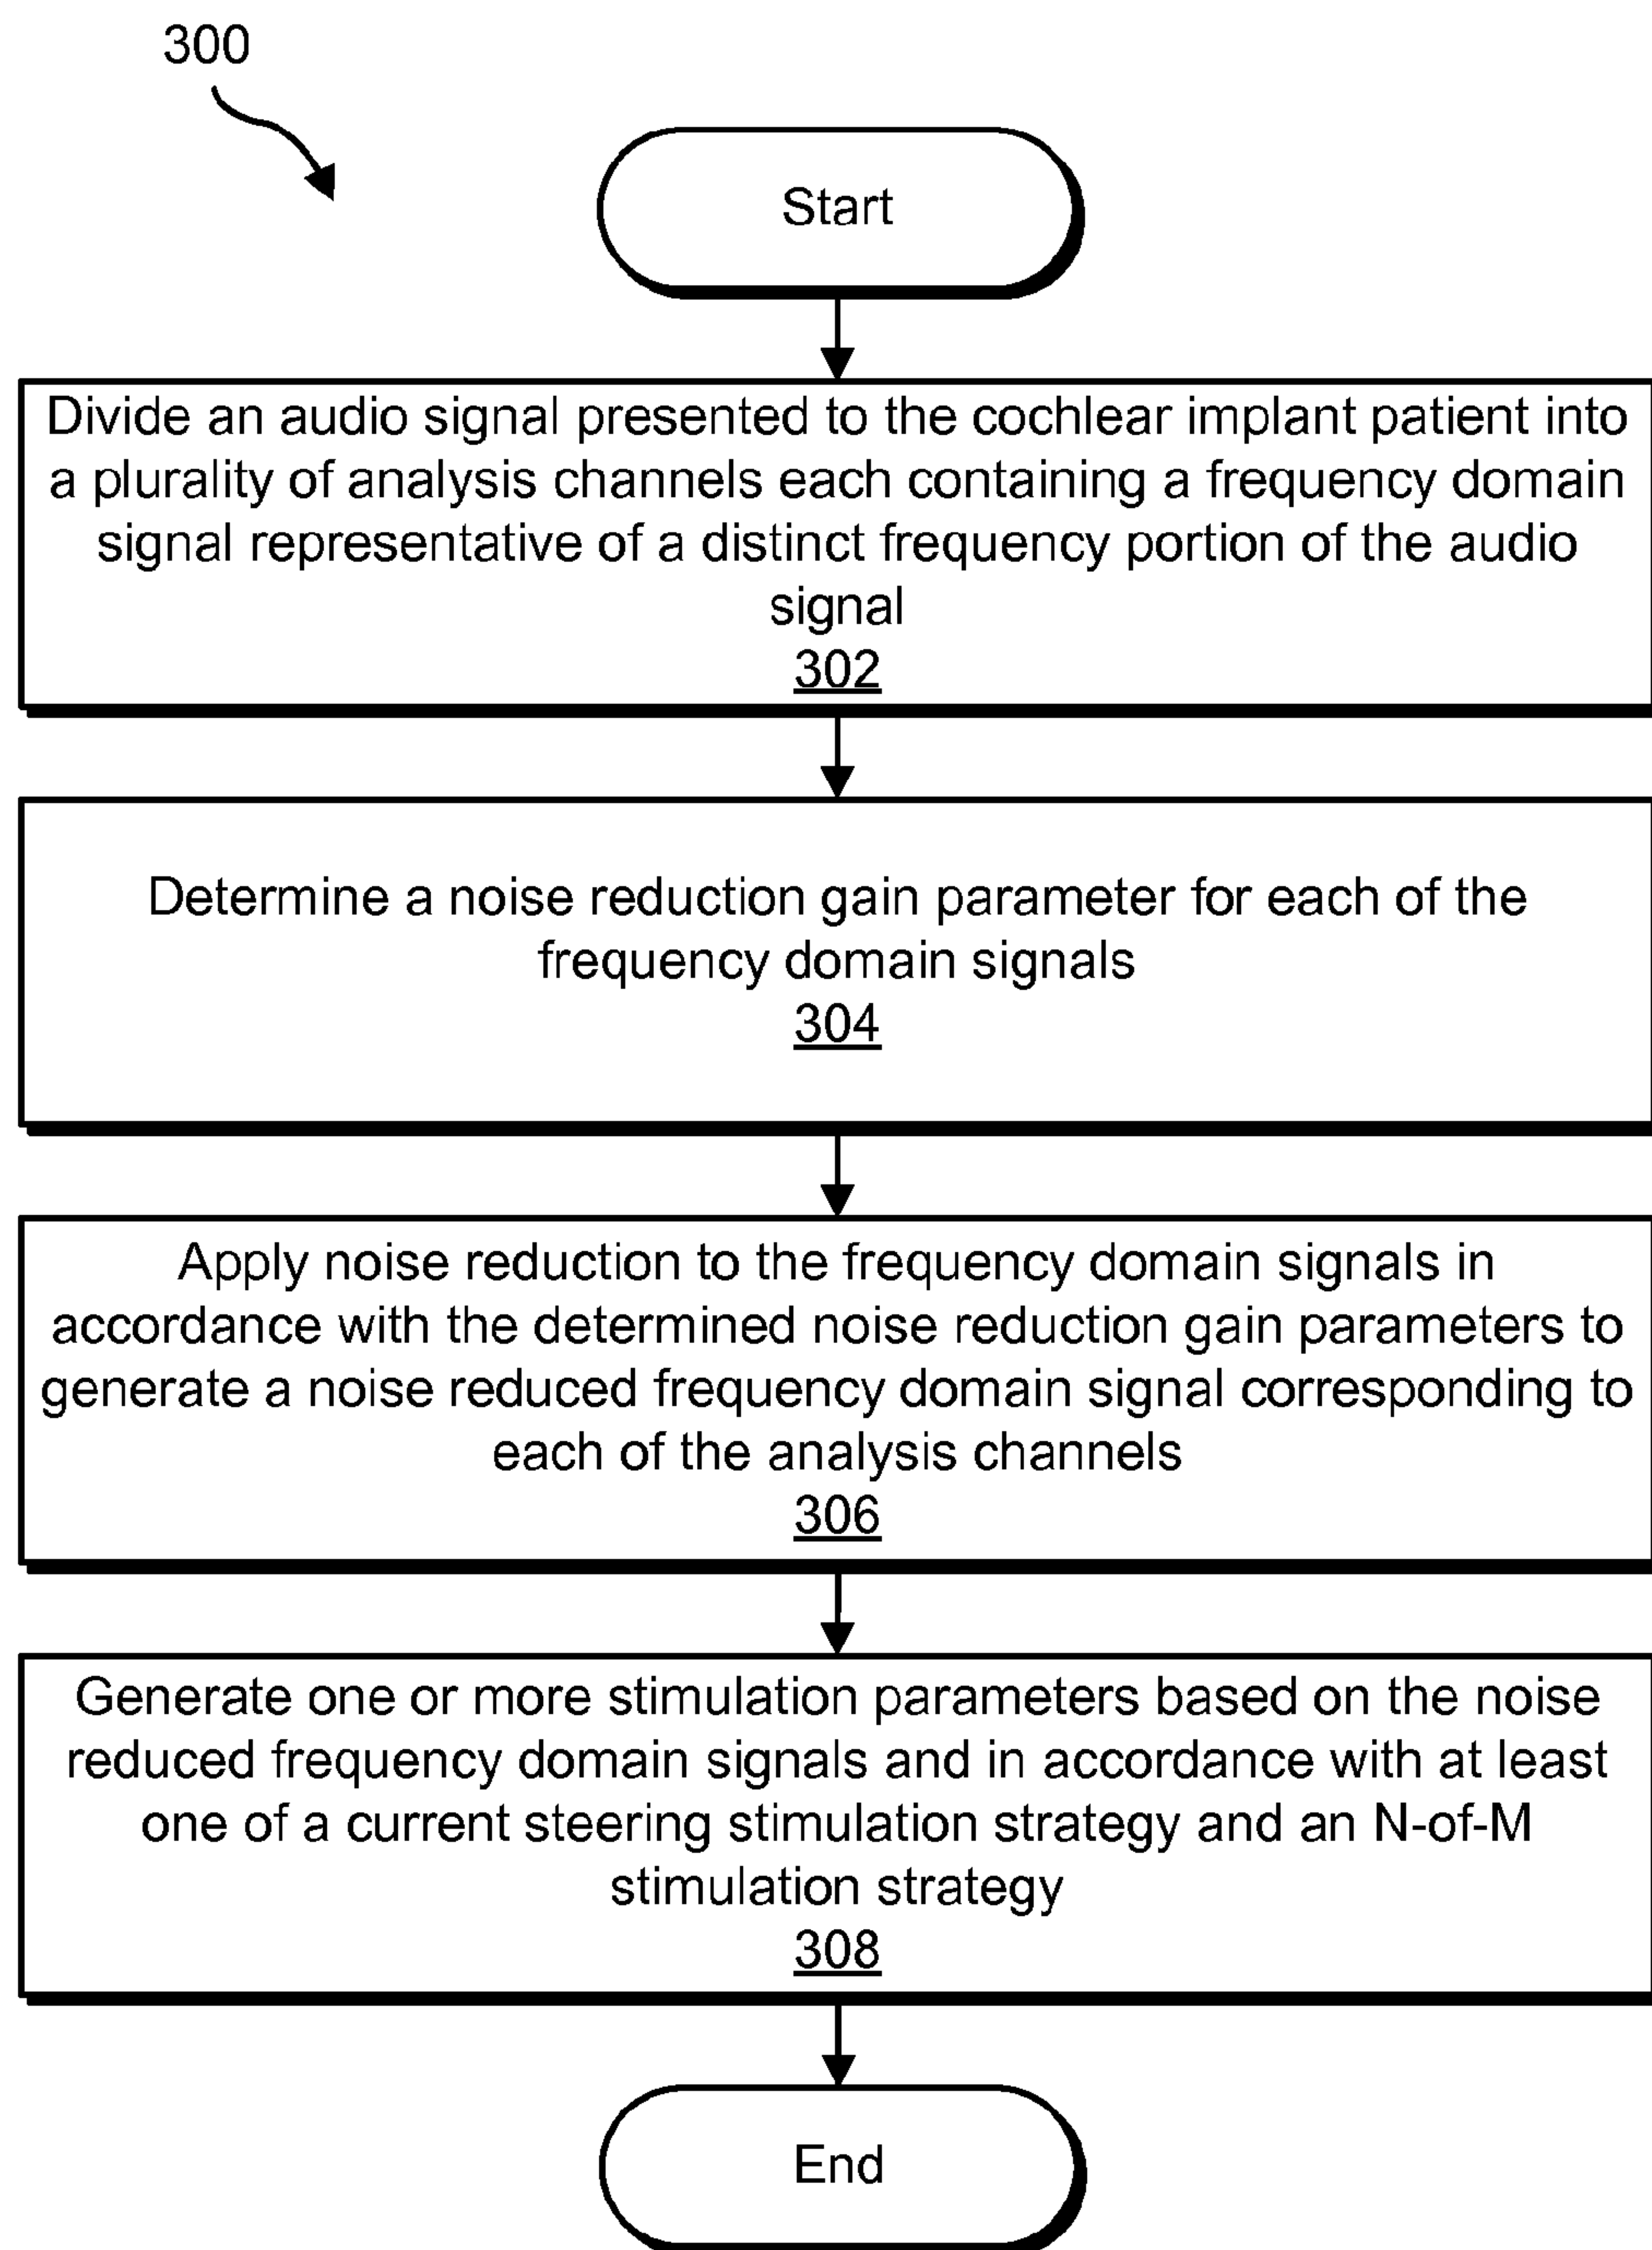 300
Start
Divide an audio signal presented to the cochlear implant patient into
a plurality of analysis channels each containing a frequency domain
signal representative of a distinct frequency portion of the audio
signal
302
Determine a noise reduction gain parameter for each of the
frequency domain signals
304
Apply noise reduction to the frequency domain signals in
accordance with the determined noise reduction gain parameters to
generate a noise reduced frequency domain signal corresponding to
each of the analysis channels
306
Generate one or more stimulation parameters based on the noise
reduced frequency domain signals and in accordance with at least
one of a current steering stimulation strategy and an N-of-M
stimulation strategy
308
End